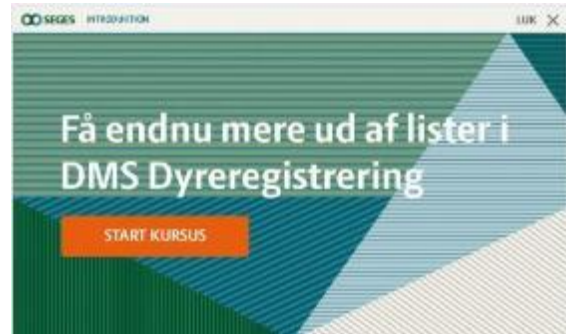 SEGES INTRODUKTION LUK
Få endnu mere ud af lister i
DMS Dyreregistrering
START KURSUS